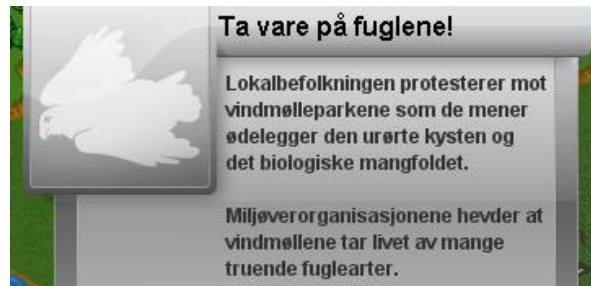 Ta vare på fuglene!
Lokalbefolkningen protesterer mot
vindmølleparkene som de mener
ødelegger den urørte kysten og
det biologiske mangfoldet.
Miljøverorganisasjonene hevder at
vindmøllene tar livet av mange
truende fuglearter.